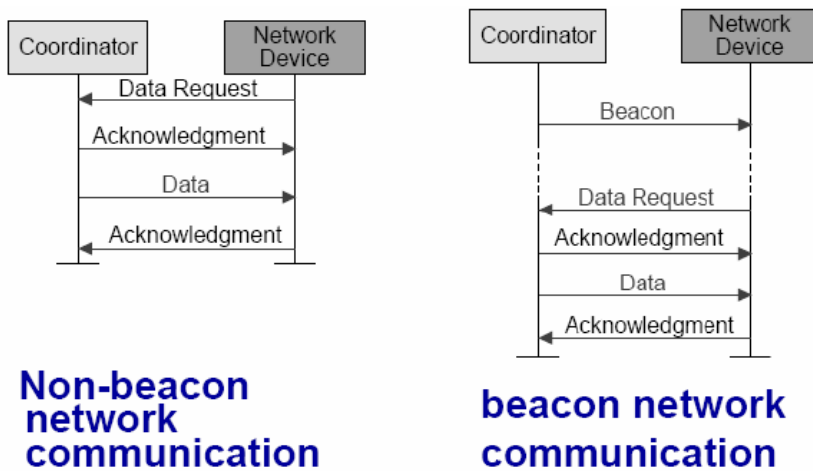 Coordinator
Network
Device
Data Request
Acknowledgment
Data
Acknowledgment
Non-beacon
network
communication
Coordinator
Network
Device
Beacon
Data Request
Acknowledgment
Data
Acknowledgment
beacon network
communication